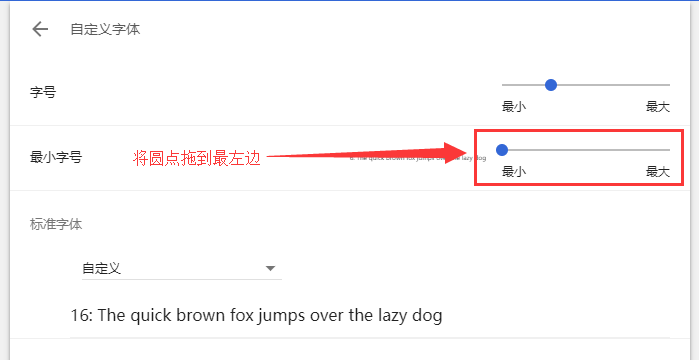 自定义字体
字号
最小 最大
最小字号
将圆点拖到最左边
6: The quick brown fox jumps over the lazy dog
最小 最大
标准字体
自定义
16: The quick brown fox jumps over the lazy dog